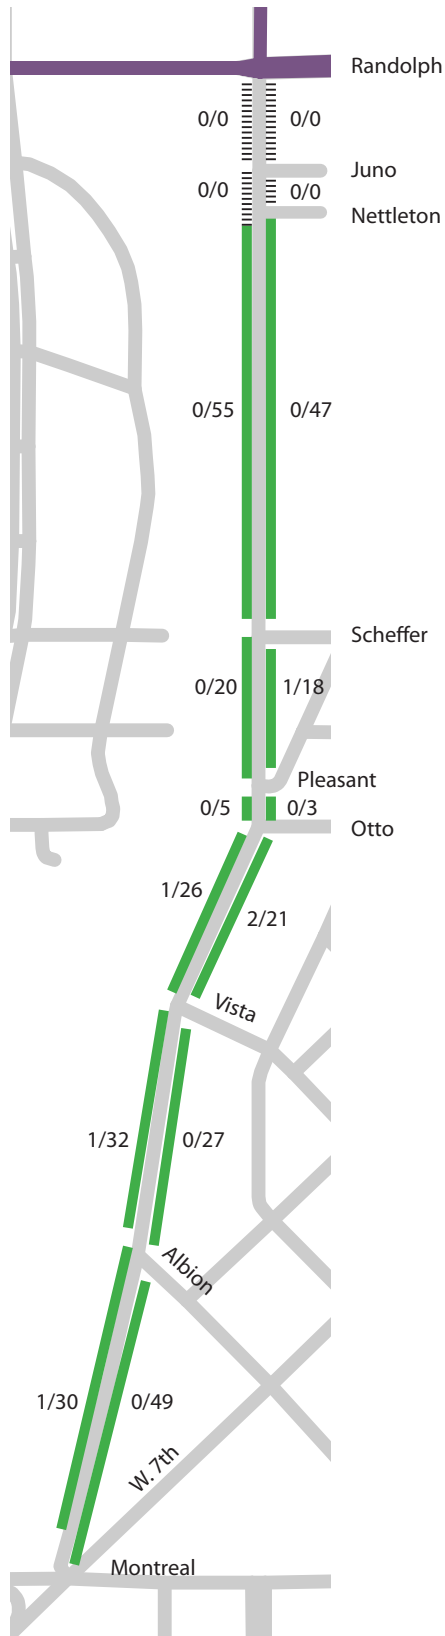 Randolph
0/0
0/0
Juno
0/0
0/0
Nettleton
0/55
0/47
Scheffer
0/20
1/18
Pleasant
0/5
0/3
Otto
1/26
2/21
Vista
1/32
0/27
Albion
1/30
0/49
W. 7th
Montreal